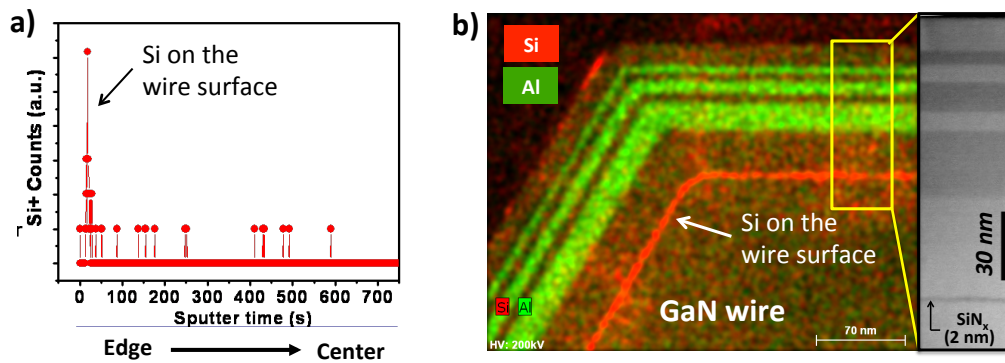 a)
Si+ Counts (a.u.)
Si on the
wire surface
0 100 200 300 400 500 600 700
Sputter time (s)
Edge
Center
b)
Si
Al
Si on the
wire surface
GaN wire
Si Al
HV: 200kV
70 nm
30 nm
SiNₓ
(2 nm)